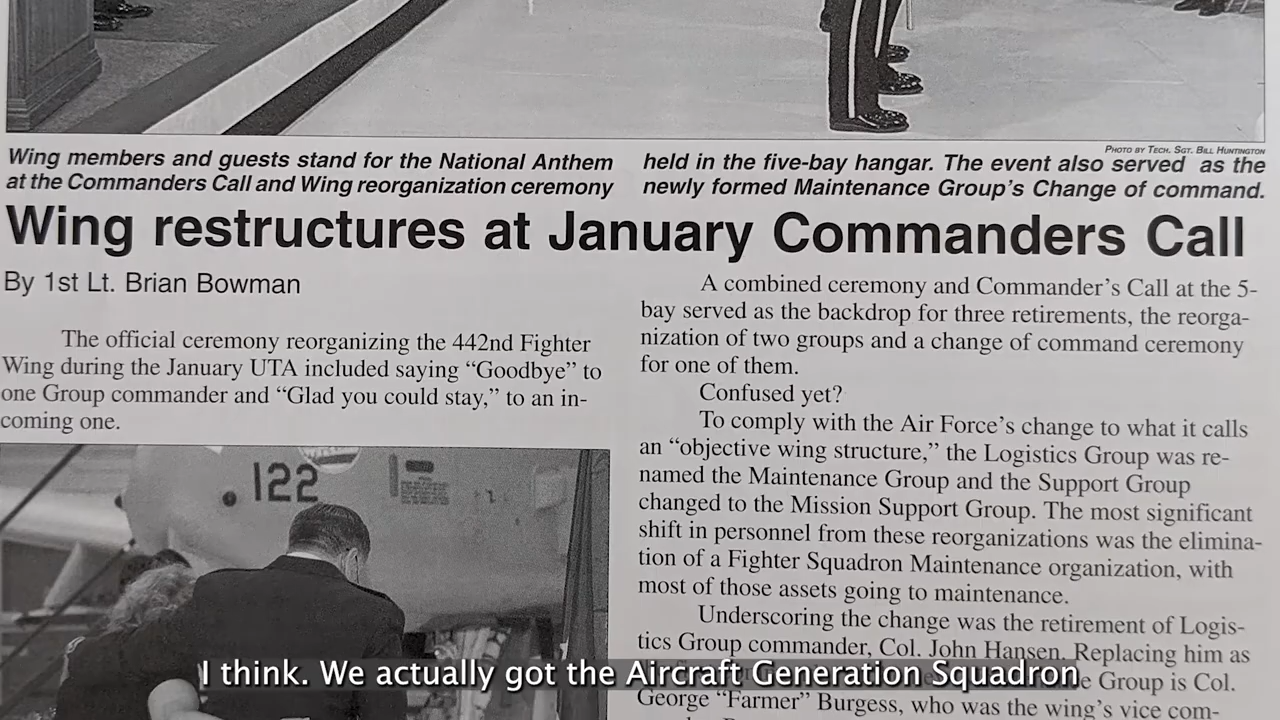 PHOTO BY TECH. SGT. BILL HUNTINGTON
Wing members and guests stand for the National Anthem
at the Commanders Call and Wing reorganization ceremony
held in the five-bay hangar. The event also served as the
newly formed Maintenance Group's Change of command.
Wing restructures at January Commanders Call
By 1st Lt. Brian Bowman
The official ceremony reorganizing the 442nd Fighter
Wing during the January UTA included saying “Goodbye” to
one Group commander and “Glad you could stay,” to an in-
coming one.
122
A combined ceremony and Commander's Call at the 5-
bay served as the backdrop for three retirements, the reorga-
nization of two groups and a change of command ceremony
for one of them.
Confused yet?
To comply with the Air Force's change to what it calls
an “objective wing structure,” the Logistics Group was re-
named the Maintenance Group and the Support Group
changed to the Mission Support Group. The most significant
shift in personnel from these reorganizations was the elimina-
tion of a Fighter Squadron Maintenance organization, with
most of those assets going to maintenance.
Underscoring the change was the retirement of Logis-
tics Group commander, Col. John Hansen. Replacing him as
Group is Col.
George “Farmer” Burgess, who was the wing's vice com-
I think. We actually got the Aircraft Generation Squadron